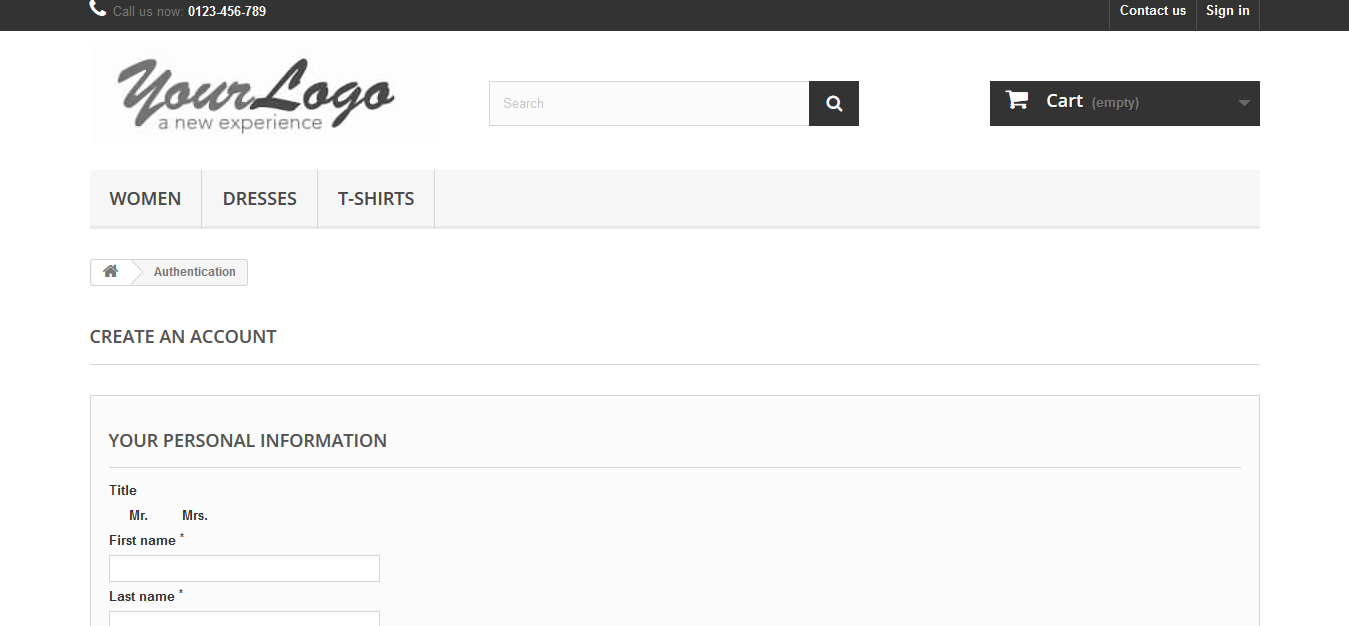 Call us now: 0123-456-789 Contact us Sign in
YourLogo
a new experience
Search
Cart (empty)
WOMEN DRESSES T-SHIRTS
Authentication
CREATE AN ACCOUNT
YOUR PERSONAL INFORMATION
Title
Mr. Mrs.
First name *
Last name *